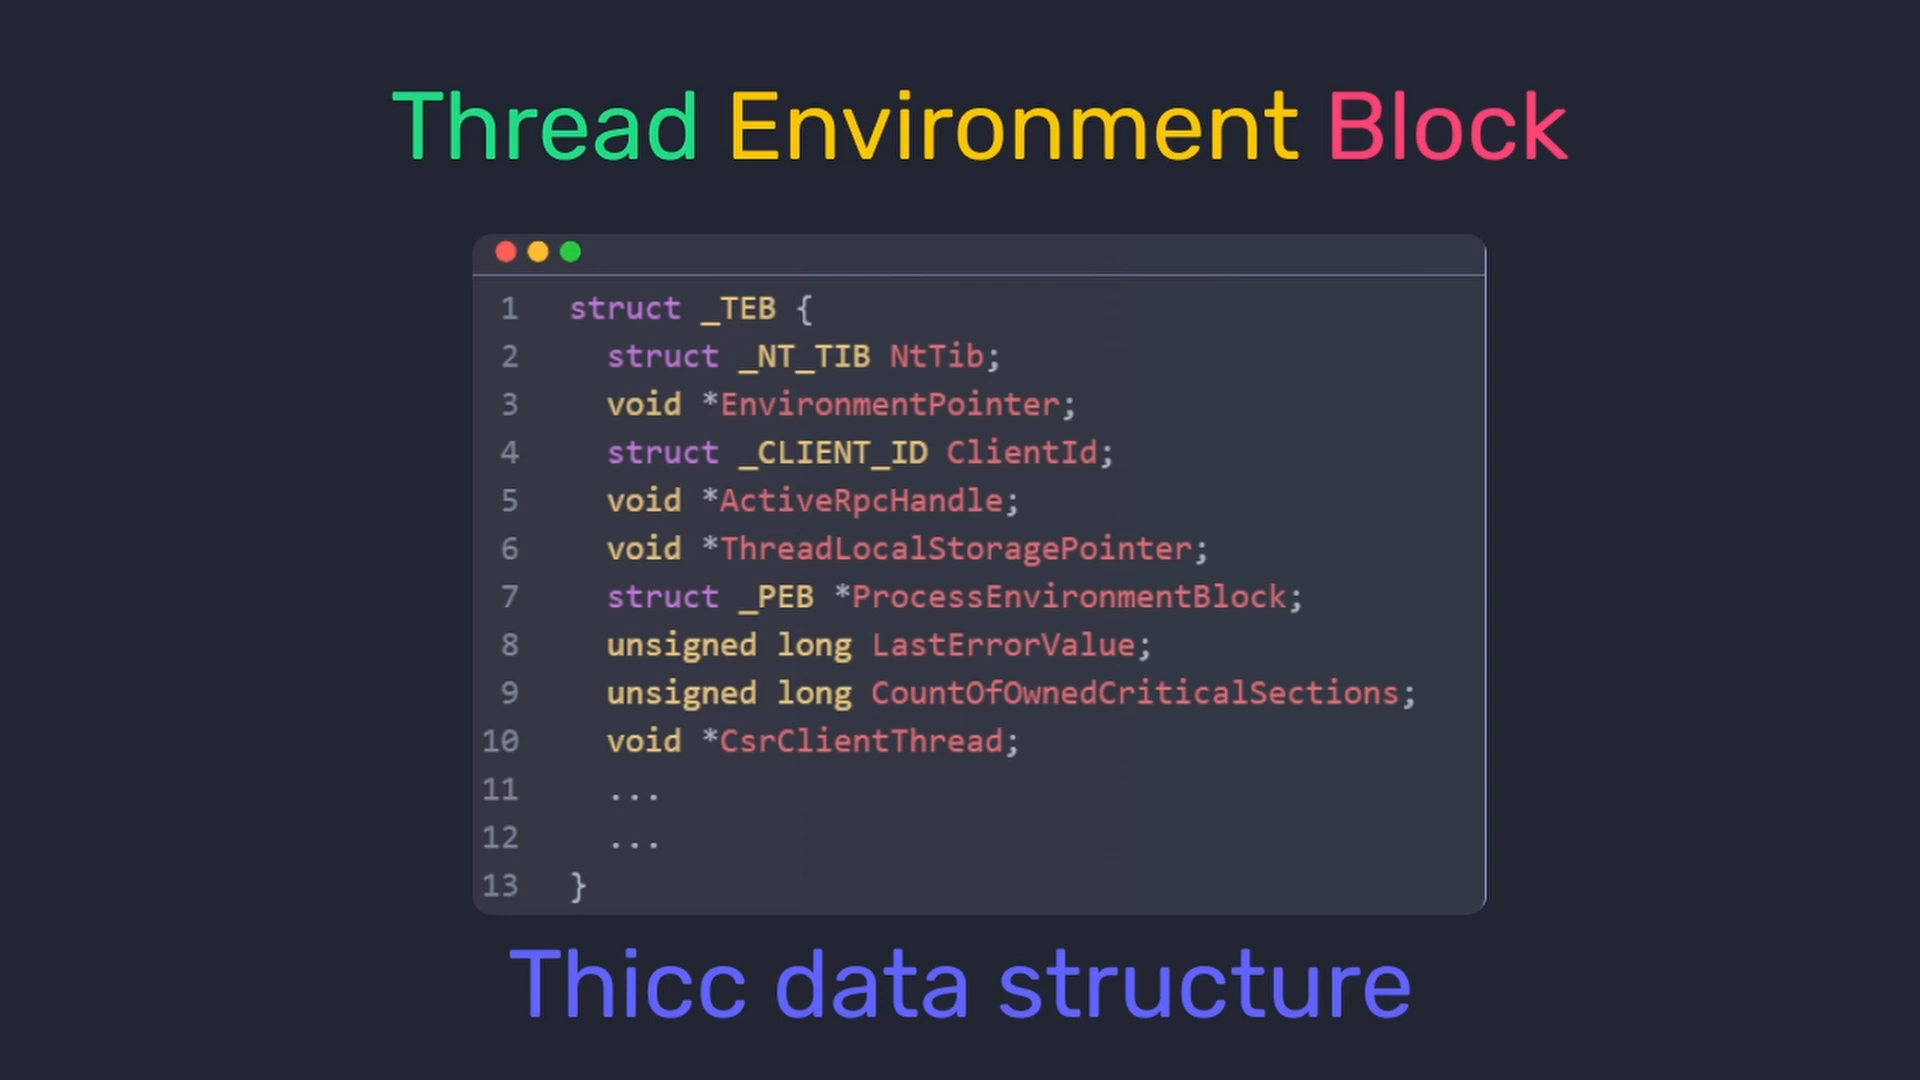 Thread Environment Block
1 struct _TEB {
2 struct _NT_TIB NtTib;
3 void *EnvironmentPointer;
4 struct _CLIENT_ID ClientId;
5 void *ActiveRpcHandle;
6 void *ThreadLocalStoragePointer;
7 struct _PEB *ProcessEnvironmentBlock;
8 unsigned long LastErrorValue;
9 unsigned long CountOfOwnedCriticalSections;
10 void *CsrClientThread;
11 ...
12 ...
13 }
Thicc data structure